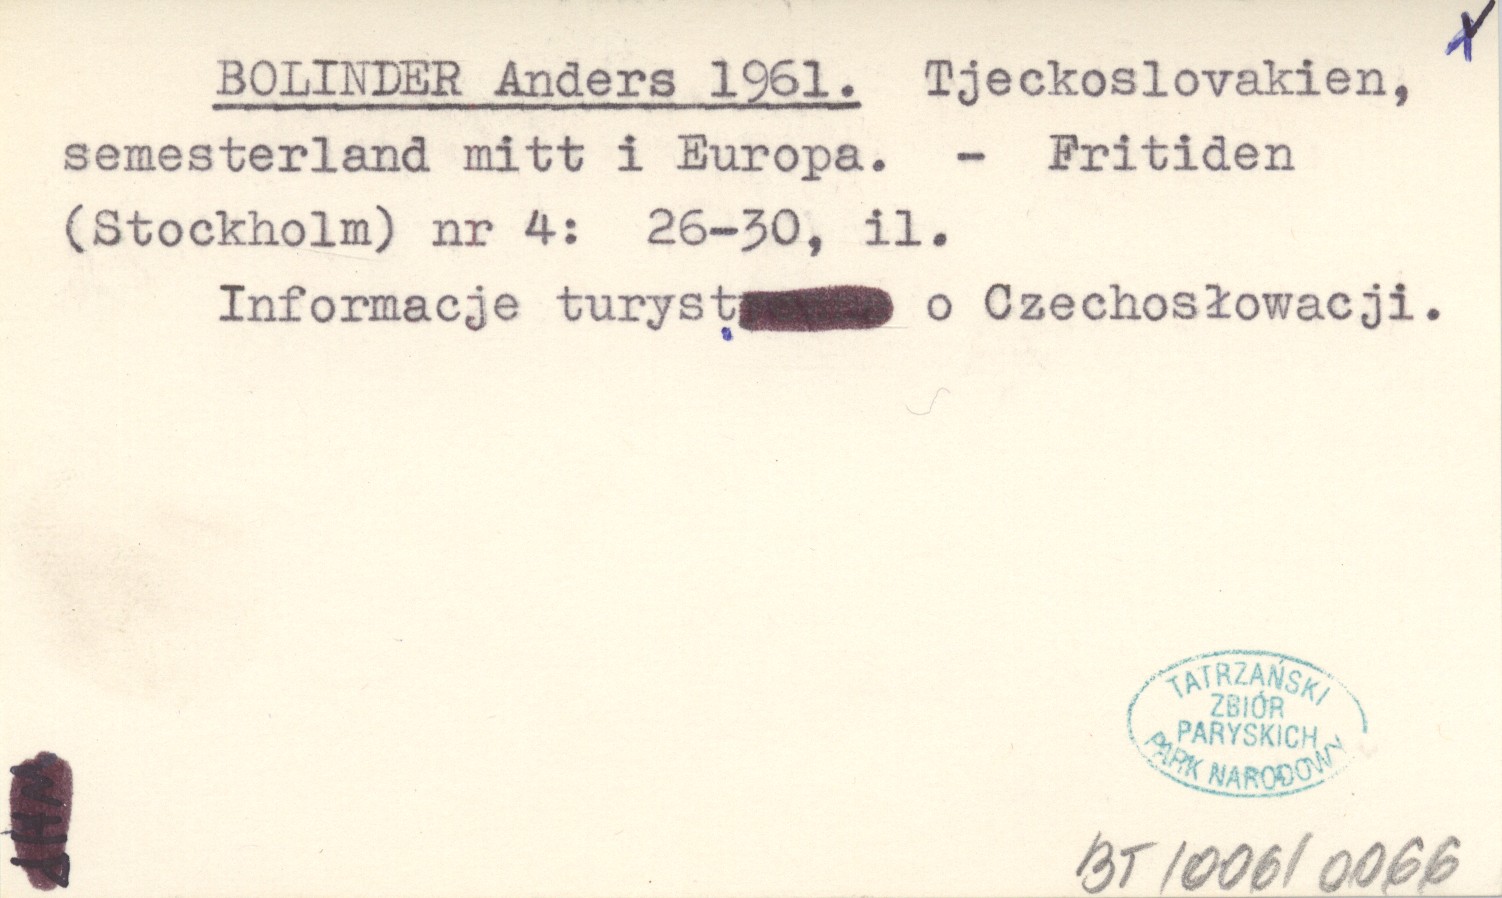 BOLINDER Anders 1961. Tjeckoslovakien,
semesterland mitt i Europa. - Fritiden
(Stockholm) nr 4: 26-30, il.
Informacje turyst o Czechosłowacji.
TATRZAŃSKI
ZBIÓR
PARYSKICH
PARK NARODOWY
BT/006/0066